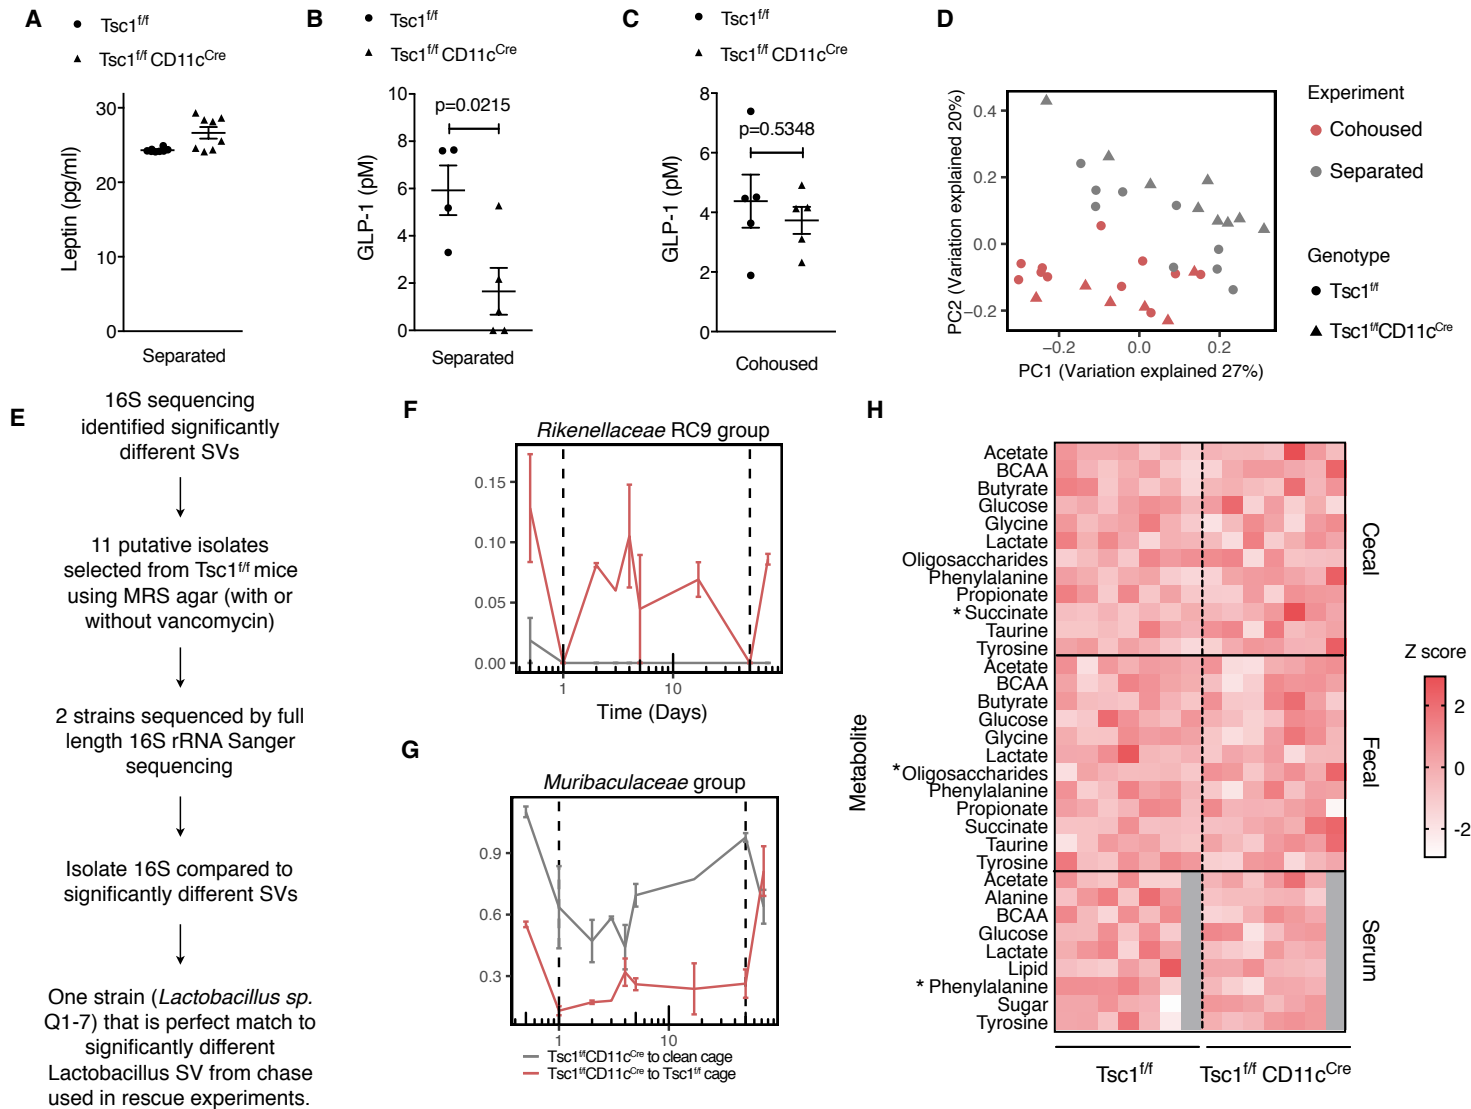 A
Tsc1f/f
Tsc1f/f CD11cCre
Leptin (pg/ml)
30
20
10
0
Separated
B
Tsc1f/f
Tsc1f/f CD11cCre
p=0.0215
GLP-1 (pM)
10
8
6
4
2
0
Separated
C
Tsc1f/f
Tsc1f/f CD11cCre
p=0.5348
GLP-1 (pM)
8
6
4
2
0
Cohoused
D
PC2 (Variation explained 20%)
0.4
0.2
0.0
−0.2
−0.2
0.0
0.2
PC1 (Variation explained 27%)
Experiment
Cohoused
Separated
Genotype
Tsc1f/f
Tsc1f/fCD11cCre
E
16S sequencing
identified significantly
different SVs
11 putative isolates
selected from Tsc1f/f mice
using MRS agar (with or
without vancomycin)
2 strains sequenced by full
length 16S rRNA Sanger
sequencing
Isolate 16S compared to
significantly different SVs
One strain (Lactobacillus sp.
Q1-7) that is perfect match to
significantly different
Lactobacillus SV from chase
used in rescue experiments.
F
Rikenellaceae RC9 group
0.15
0.10
0.05
0.00
1
10
Time (Days)
G
Muribaculaceae group
0.9
0.6
0.3
1
10
Tsc1f/fCD11cCre to clean cage
Tsc1f/fCD11cCre to Tsc1f/f cage
H
Metabolite
Acetate
BCAA
Butyrate
Glucose
Glycine
Lactate
Oligosaccharides
Phenylalanine
Propionate
* Succinate
Taurine
Tyrosine
Cecal
Acetate
BCAA
Butyrate
Glucose
Glycine
Lactate
*Oligosaccharides
Phenylalanine
Propionate
Succinate
Taurine
Tyrosine
Fecal
Acetate
Alanine
BCAA
Glucose
Lactate
Lipid
* Phenylalanine
Sugar
Tyrosine
Serum
Tsc1f/f
Tsc1f/f CD11cCre
Z score
2
0
-2